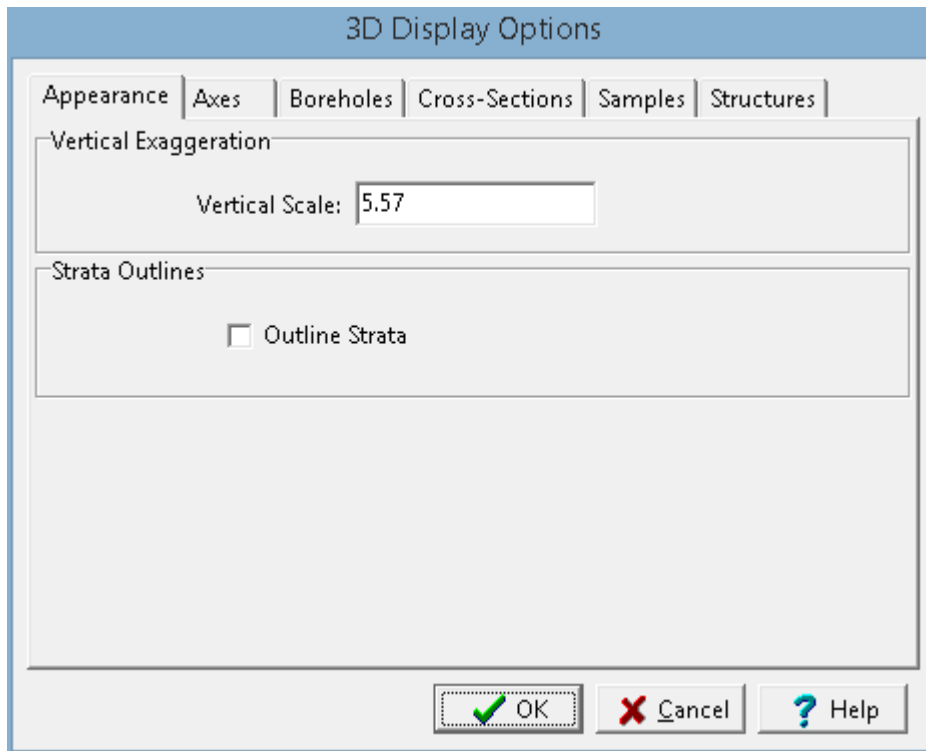 3D Display Options
Appearance Axes Boreholes Cross-Sections Samples Structures
Vertical Exaggeration
Vertical Scale: 5.57
Strata Outlines
Outline Strata
OK Cancel Help